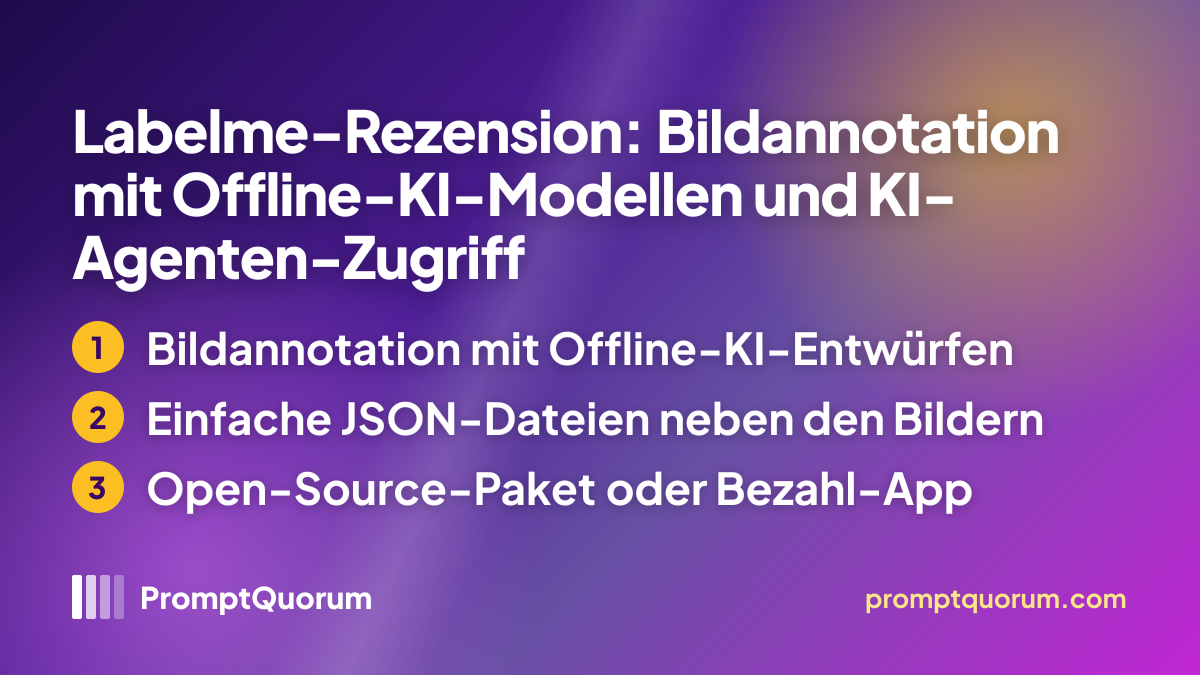 Labelme-Rezension: Bildannotation
mit Offline-KI-Modellen und KI-
Agenten-Zugriff
1 Bildannotation mit Offline-KI-Entwürfen
2 Einfache JSON-Dateien neben den Bildern
3 Open-Source-Paket oder Bezahl-App
PromptQuorum
promptquorum.com